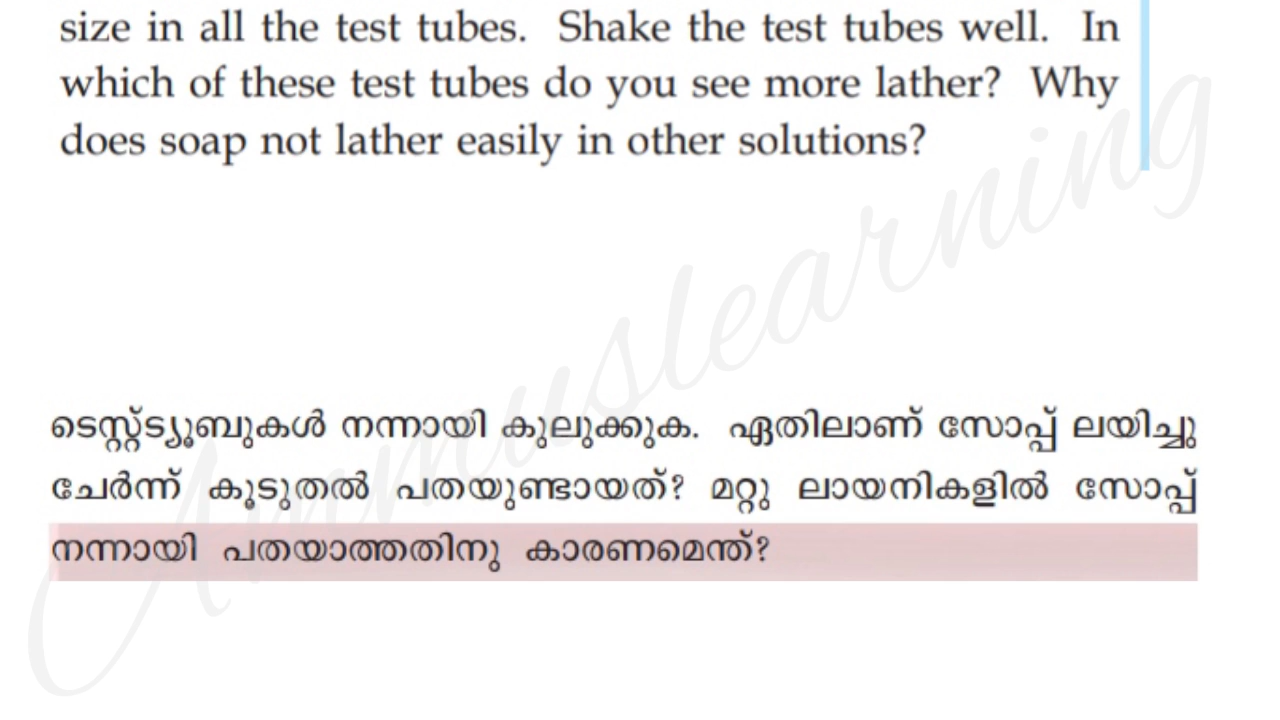 size in all the test tubes. Shake the test tubes well. In
which of these test tubes do you see more lather? Why
does soap not lather easily in other solutions?
Ammuslearning
ടെസ്റ്റ്ട്യൂബുകൾ നന്നായി കുലുക്കുക. ഏതിലാണ് സോപ്പ് ലയിച്ചു
ചേർന്ന് കൂടുതൽ പതയുണ്ടായത്? മറ്റു ലായനികളിൽ സോപ്പ്
നന്നായി പതയാത്തതിനു കാരണമെന്ത്?